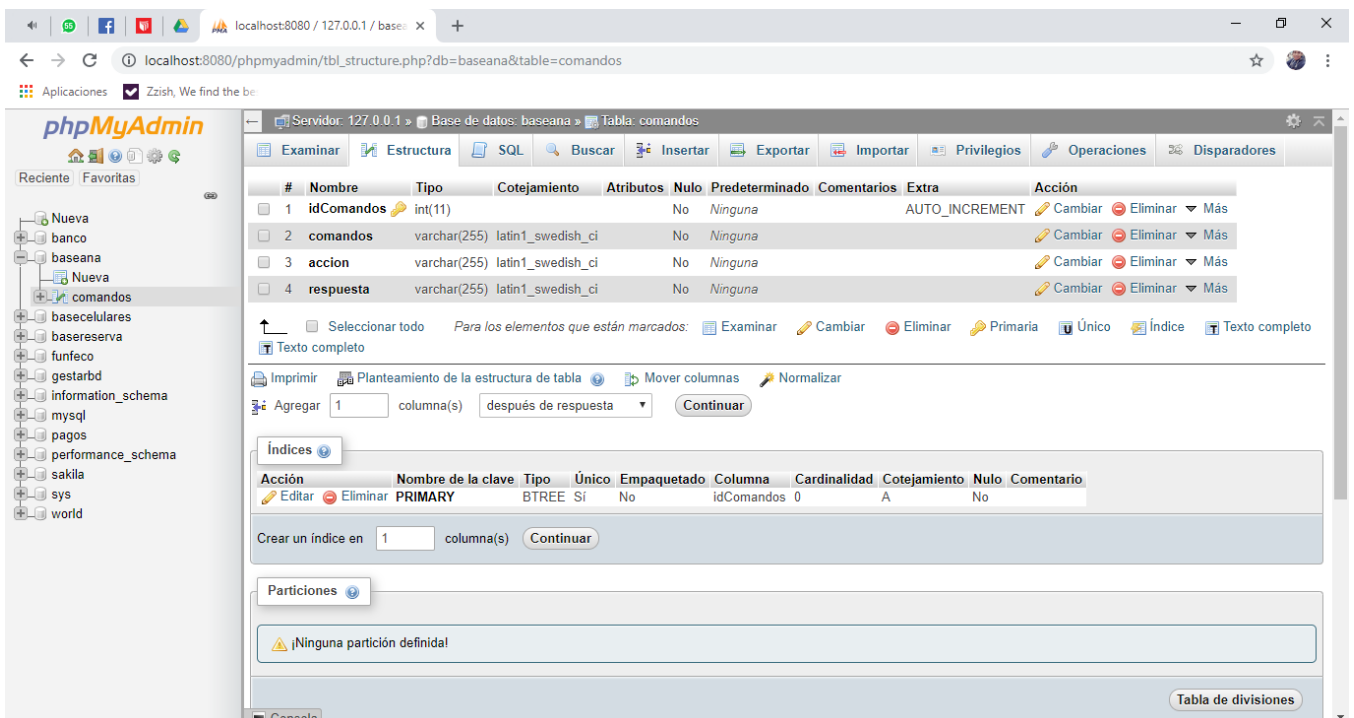 55
localhost:8080 / 127.0.0.1 / basea
localhost:8080/phpmyadmin/tbl_structure.php?db=baseana&table=comandos
Aplicaciones Zzish, We find the be
phpMyAdmin
Reciente Favoritas
Nueva
banco
baseana
Nueva
comandos
basecelulares
basereserva
funfeco
gestarbd
information_schema
mysql
pagos
performance_schema
sakila
sys
world
Servidor: 127.0.0.1 » Base de datos: baseana » Tabla: comandos
Examinar Estructura SQL Buscar Insertar Exportar Importar Privilegios Operaciones Disparadores
# Nombre Tipo Cotejamiento Atributos Nulo Predeterminado Comentarios Extra Acción
1 idComandos int(11) No Ninguna AUTO_INCREMENT Cambiar Eliminar Más
2 comandos varchar(255) latin1_swedish_ci No Ninguna Cambiar Eliminar Más
3 accion varchar(255) latin1_swedish_ci No Ninguna Cambiar Eliminar Más
4 respuesta varchar(255) latin1_swedish_ci No Ninguna Cambiar Eliminar Más
Seleccionar todo Para los elementos que están marcados: Examinar Cambiar Eliminar Primaria Único Índice Texto completo
Texto completo
Imprimir Planteamiento de la estructura de tabla Mover columnas Normalizar
Agregar 1 columna(s) después de respuesta Continuar
Índices
Acción Nombre de la clave Tipo Único Empaquetado Columna Cardinalidad Cotejamiento Nulo Comentario
Editar Eliminar PRIMARY BTREE Sí No idComandos 0 A No
Crear un índice en 1 columna(s) Continuar
Particiones
¡Ninguna partición definida!
Tabla de divisiones
Consola